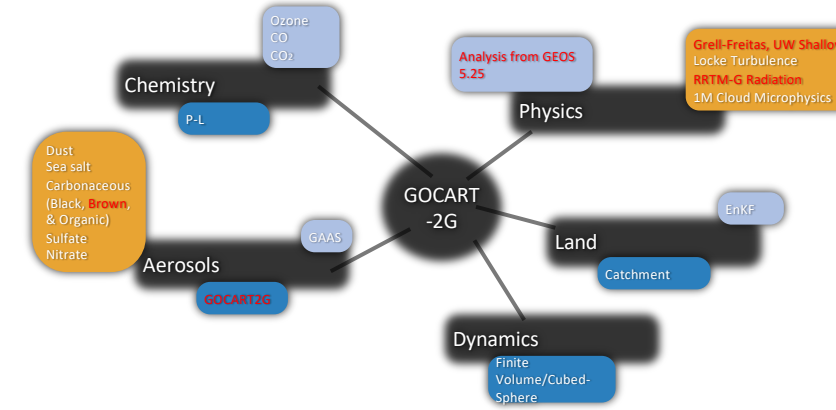 Ozone
CO
CO₂
Chemistry
P-L
Analysis from GEOS
5.25
Grell-Freitas, UW Shallow
Locke Turbulence
RRTM-G Radiation
1M Cloud Microphysics
Physics
Dust
Sea salt
Carbonaceous
(Black, Brown,
& Organic)
Sulfate
Nitrate
GOCART
-2G
EnKF
Land
Catchment
GAAS
Aerosols
GOCART2G
Dynamics
Finite
Volume/Cubed-
Sphere